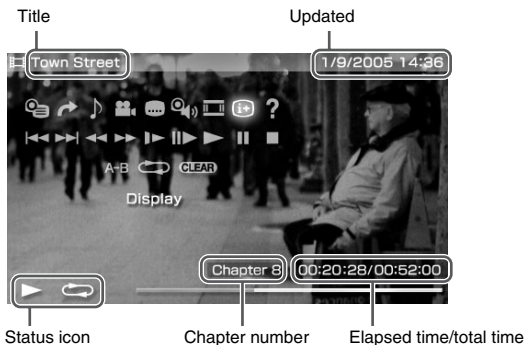 Title Updated
Town Street 1/9/2005 14:36
i+ ?
A-B CLEAR
Display
Chapter 8 00:20:28/00:52:00
Status icon Chapter number Elapsed time/total time